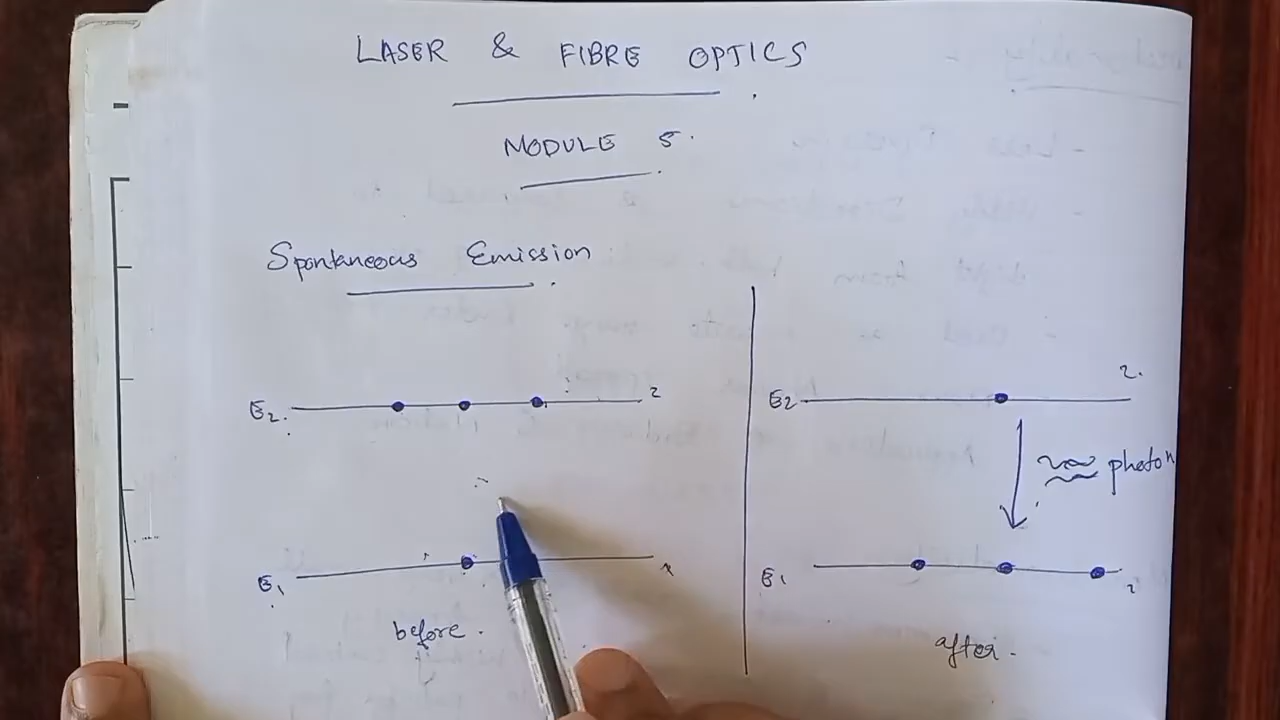 LASER & FIBRE OPTICS
MODULE 5.
Spontaneous Emission
E2. 2
E1 1
before.
E2 2.
photon
E1 1
after.